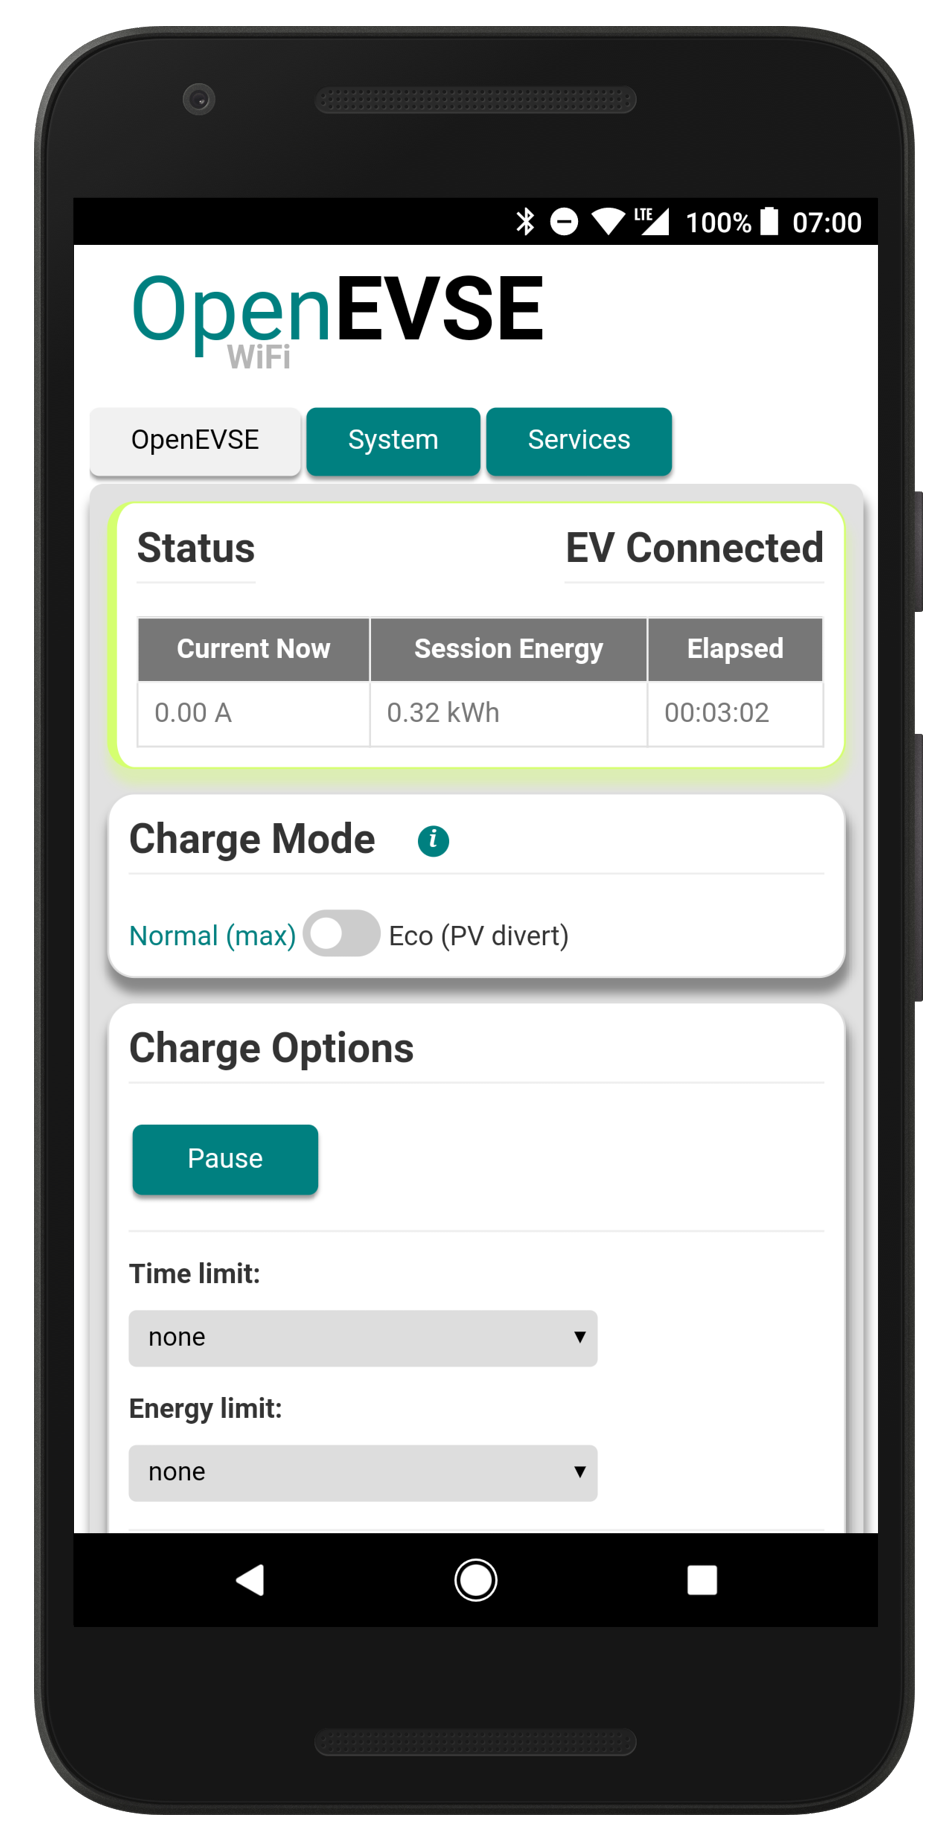 LTE 100% 07:00
OpenEVSE
WiFi
OpenEVSE System Services
Status EV Connected
Current Now Session Energy Elapsed
0.00 A 0.32 kWh 00:03:02
Charge Mode i
Normal (max) Eco (PV divert)
Charge Options
Pause
Time limit:
none
Energy limit:
none